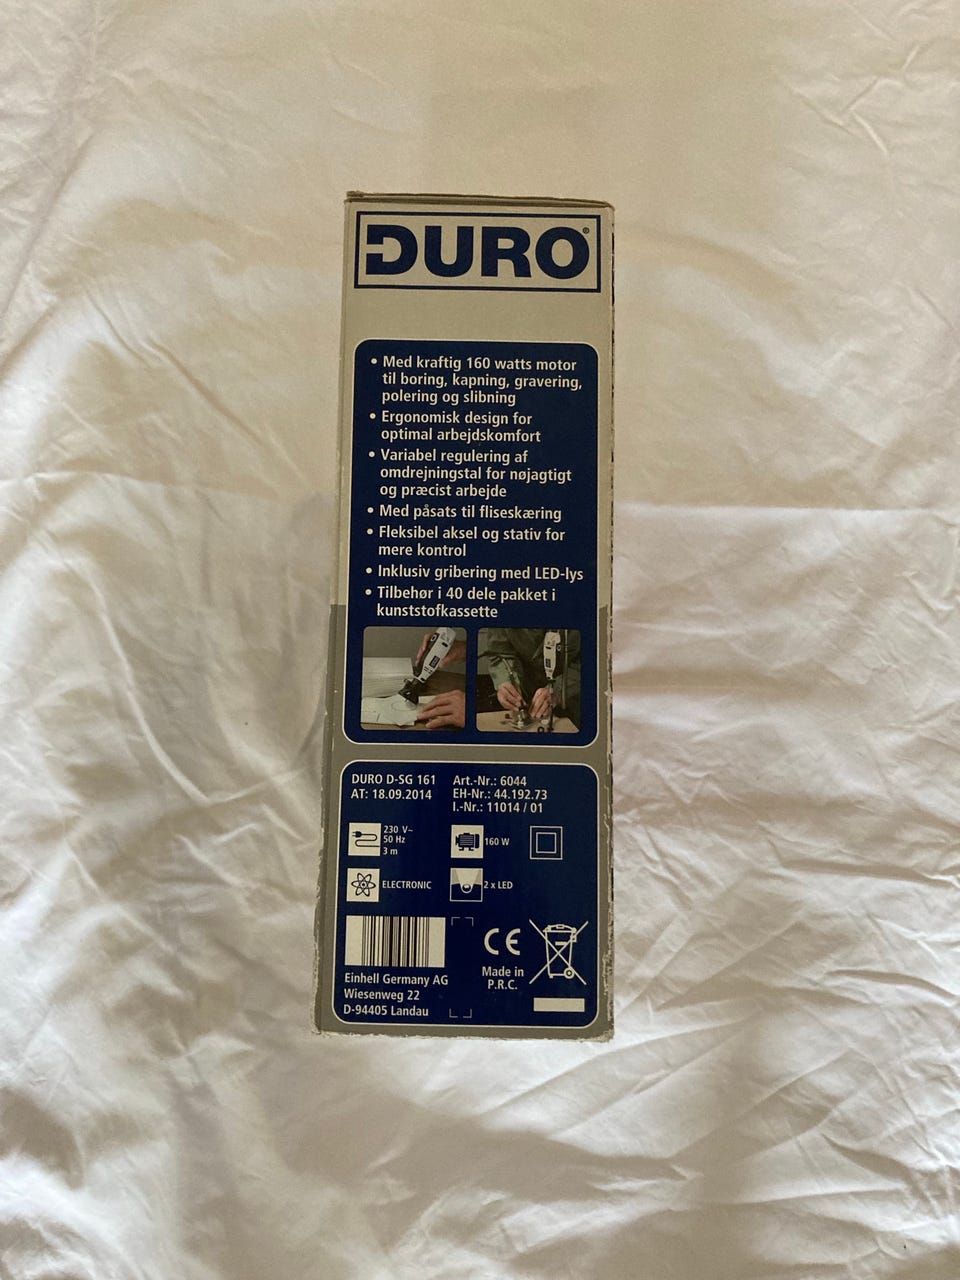 DURO®
• Med kraftig 160 watts motor
til boring, kapning, gravering,
polering og slibning
• Ergonomisk design for
optimal arbejdskomfort
• Variabel regulering af
omdrejningstal for nøjagtigt
og præcist arbejde
• Med påsats til fliseskæring
• Fleksibel aksel og stativ for
mere kontrol
• Inklusiv gribering med LED-lys
• Tilbehør i 40 dele pakket i
kunststofkassette
DURO D-SG 161
AT: 18.09.2014
Art.-Nr.: 6044
EH-Nr.: 44.192.73
I.-Nr.: 11014 / 01
230 V~
50 Hz
3 m
160 W
ELECTRONIC
2 x LED
CE
Made in
P.R.C.
Einhell Germany AG
Wiesenweg 22
D-94405 Landau